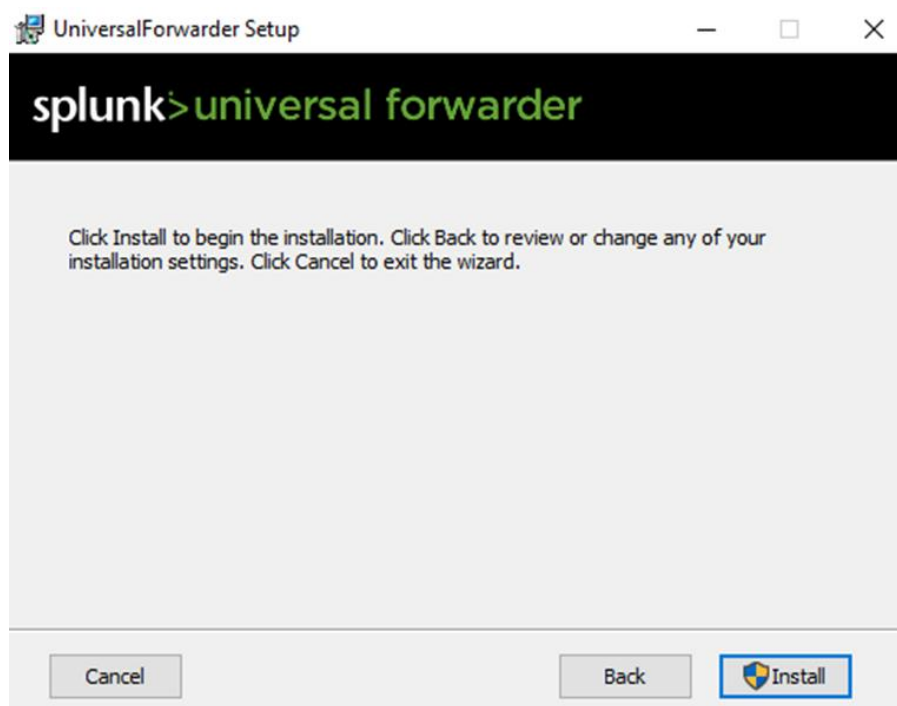 UniversalForwarder Setup
splunk>universal forwarder
Click Install to begin the installation. Click Back to review or change any of your
installation settings. Click Cancel to exit the wizard.
Cancel
Back
Install